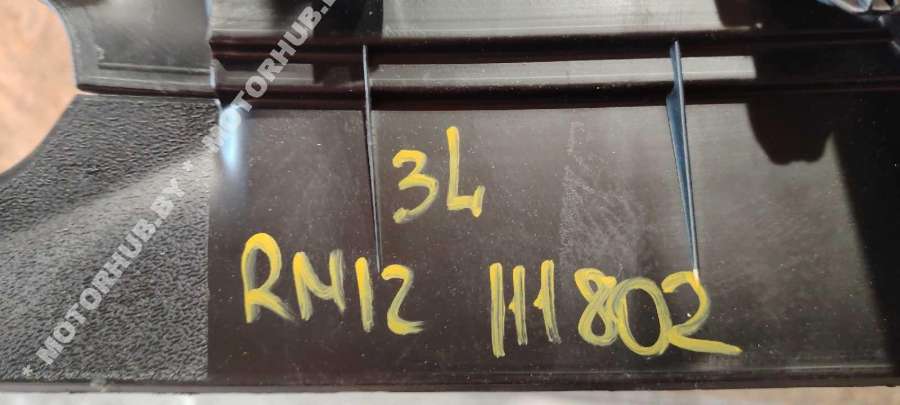 3L
RM12 111802
* MOTORHUB.BY * MOTORHUB.BY